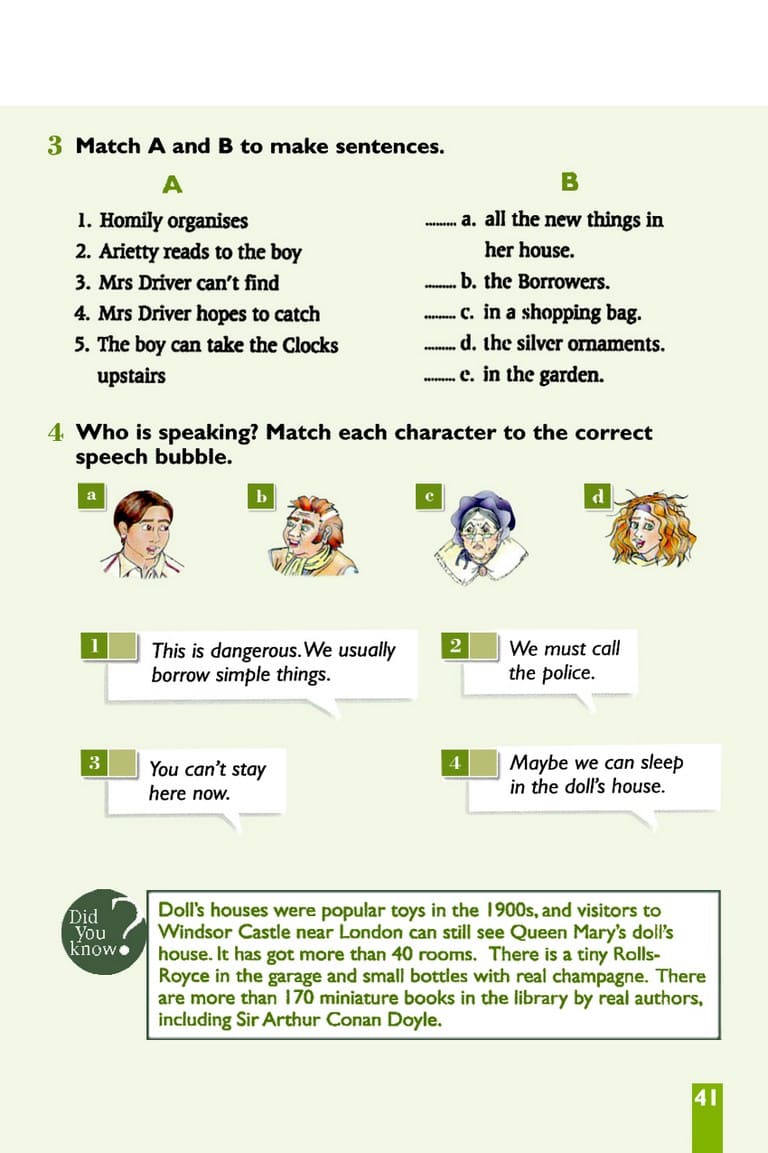 3 Match A and B to make sentences.
A
B
1. Homily organises
2. Arietty reads to the boy
3. Mrs Driver can't find
4. Mrs Driver hopes to catch
5. The boy can take the Clocks
upstairs
......... a. all the new things in
her house.
......... b. the Borrowers.
......... c. in a shopping bag.
......... d. the silver ornaments.
......... e. in the garden.
4 Who is speaking? Match each character to the correct
speech bubble.
a
b
c
d
1 This is dangerous. We usually
borrow simple things.
2 We must call
the police.
3 You can't stay
here now.
4 Maybe we can sleep
in the doll's house.
Did
you
know?
Doll's houses were popular toys in the 1900s, and visitors to
Windsor Castle near London can still see Queen Mary's doll's
house. It has got more than 40 rooms. There is a tiny Rolls-
Royce in the garage and small bottles with real champagne. There
are more than 170 miniature books in the library by real authors,
including Sir Arthur Conan Doyle.
41